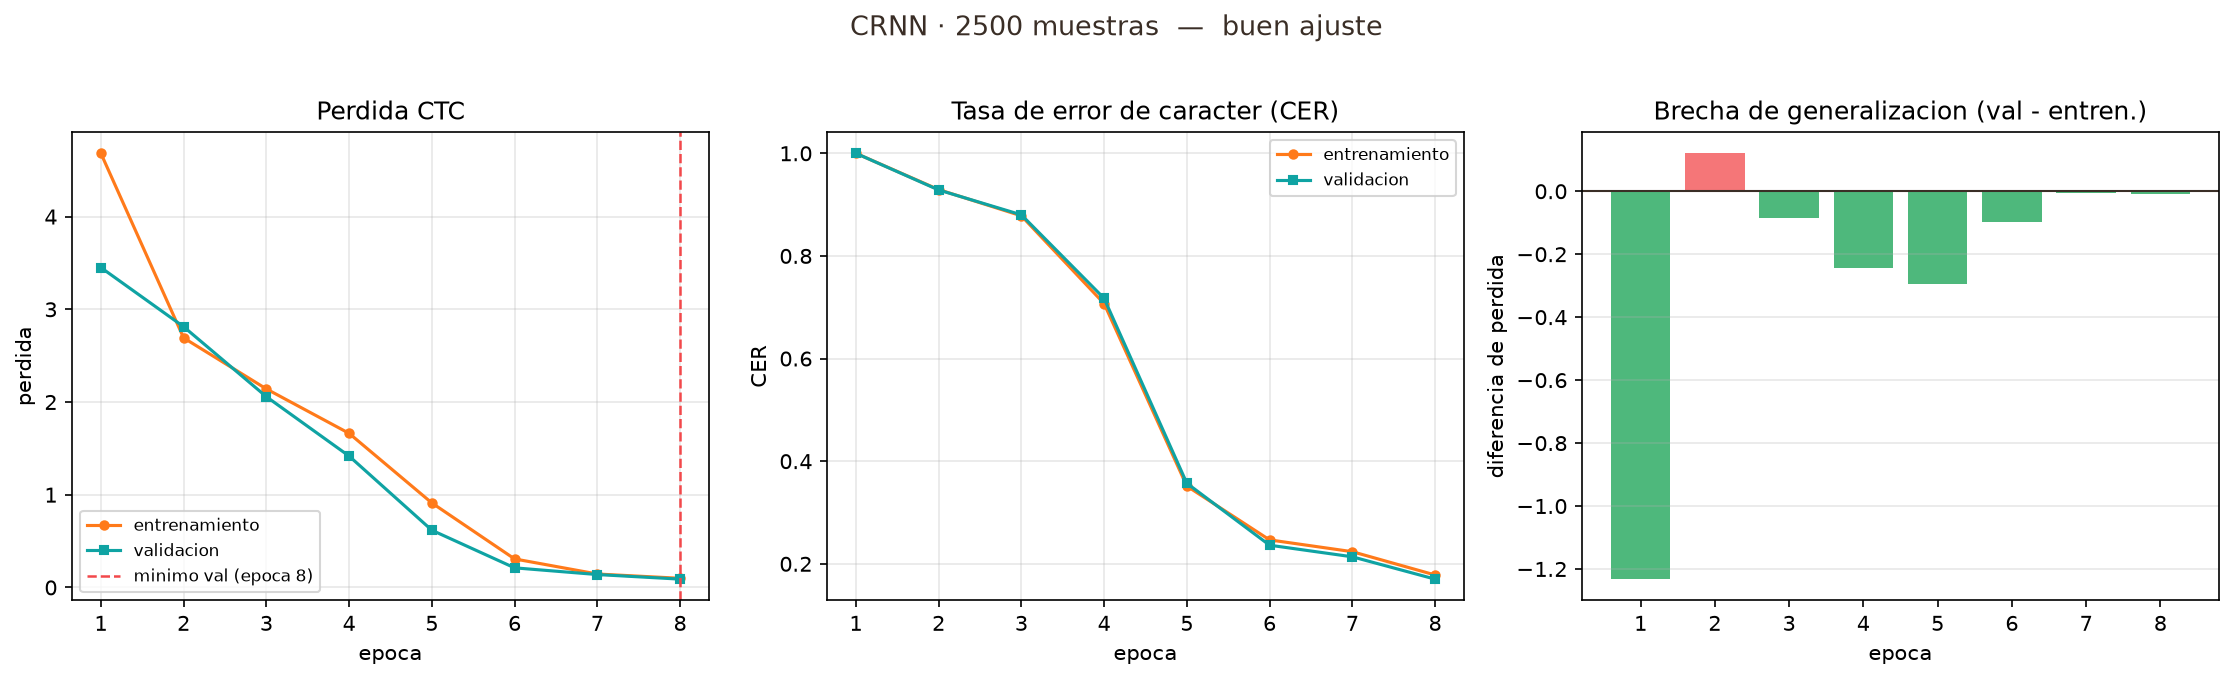 CRNN · 2500 muestras — buen ajuste
Perdida CTC
perdida
4
3
2
1
0
entrenamiento
validacion
minimo val (epoca 8)
1 2 3 4 5 6 7 8
epoca
Tasa de error de caracter (CER)
CER
1.0
0.8
0.6
0.4
0.2
entrenamiento
validacion
1 2 3 4 5 6 7 8
epoca
Brecha de generalizacion (val - entren.)
diferencia de perdida
0.0
−0.2
−0.4
−0.6
−0.8
−1.0
−1.2
1 2 3 4 5 6 7 8
epoca